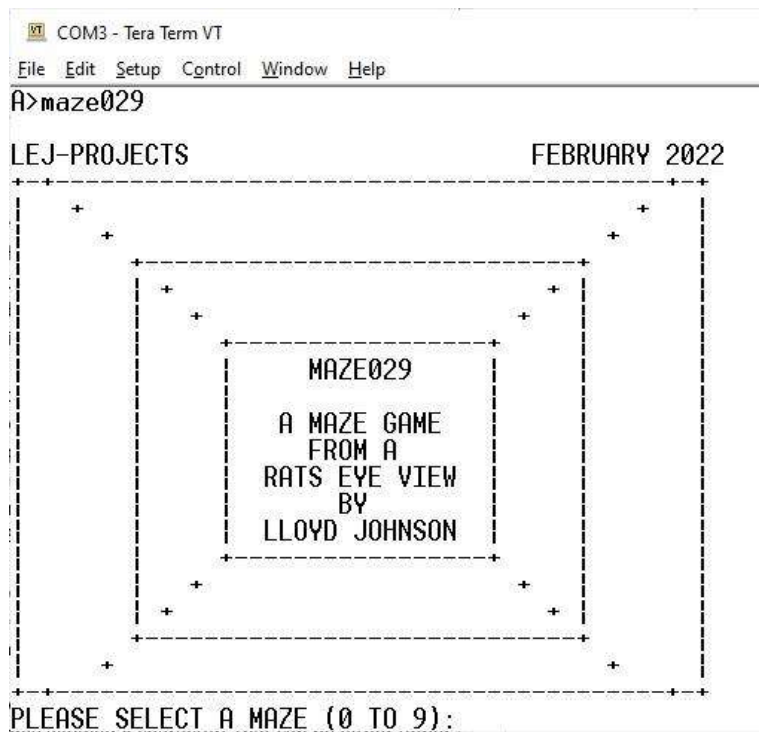 COM3 - Tera Term VT
File Edit Setup Control Window Help
A>maze029
LEJ-PROJECTS FEBRUARY 2022
MAZE029
A MAZE GAME
FROM A
RATS EYE VIEW
BY
LLOYD JOHNSON
PLEASE SELECT A MAZE (0 TO 9):